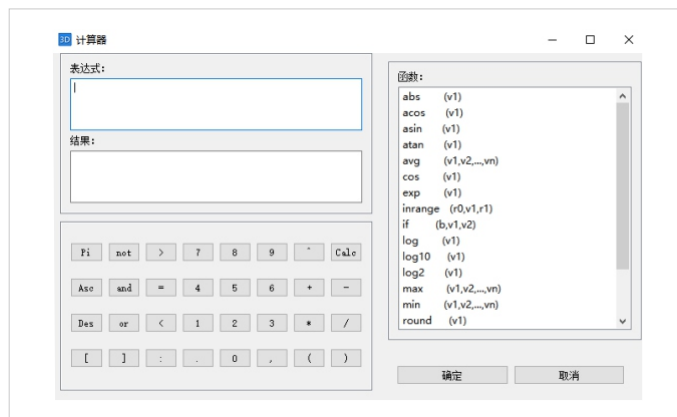 3D 计算器
表达式:
结果:
Pi not > 7 8 9 ^ Calc
Asc and = 4 5 6 + -
Des or < 1 2 3 * /
[ ] : . 0 , ( )
函数:
abs (v1)
acos (v1)
asin (v1)
atan (v1)
avg (v1,v2,...,vn)
cos (v1)
exp (v1)
inrange (r0,v1,r1)
if (b,v1,v2)
log (v1)
log10 (v1)
log2 (v1)
max (v1,v2,...,vn)
min (v1,v2,...,vn)
round (v1)
确定 取消